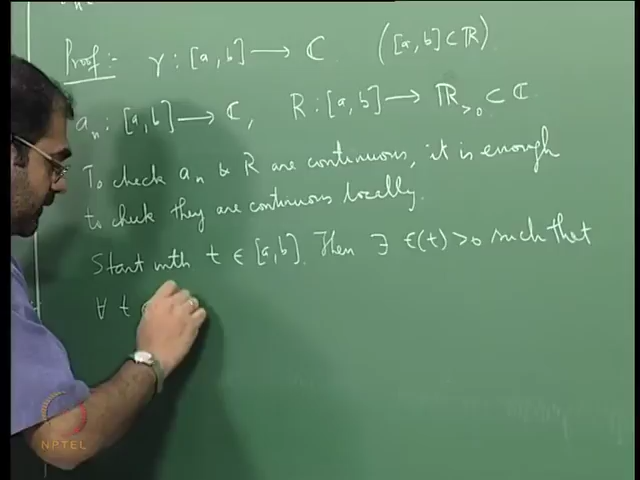 Proof:- γ : [a, b] ⟶ ℂ ([a, b] ⊂ ℝ)
aₙ : [a, b] ⟶ ℂ, R : [a, b] ⟶ ℝ>0 ⊂ ℂ
To check aₙ & R are continuous, it is enough
to check they are continuous locally.
Start with t ∈ [a, b]. Then ∃ ε(t) >0 such that
∀ t
NPTEL